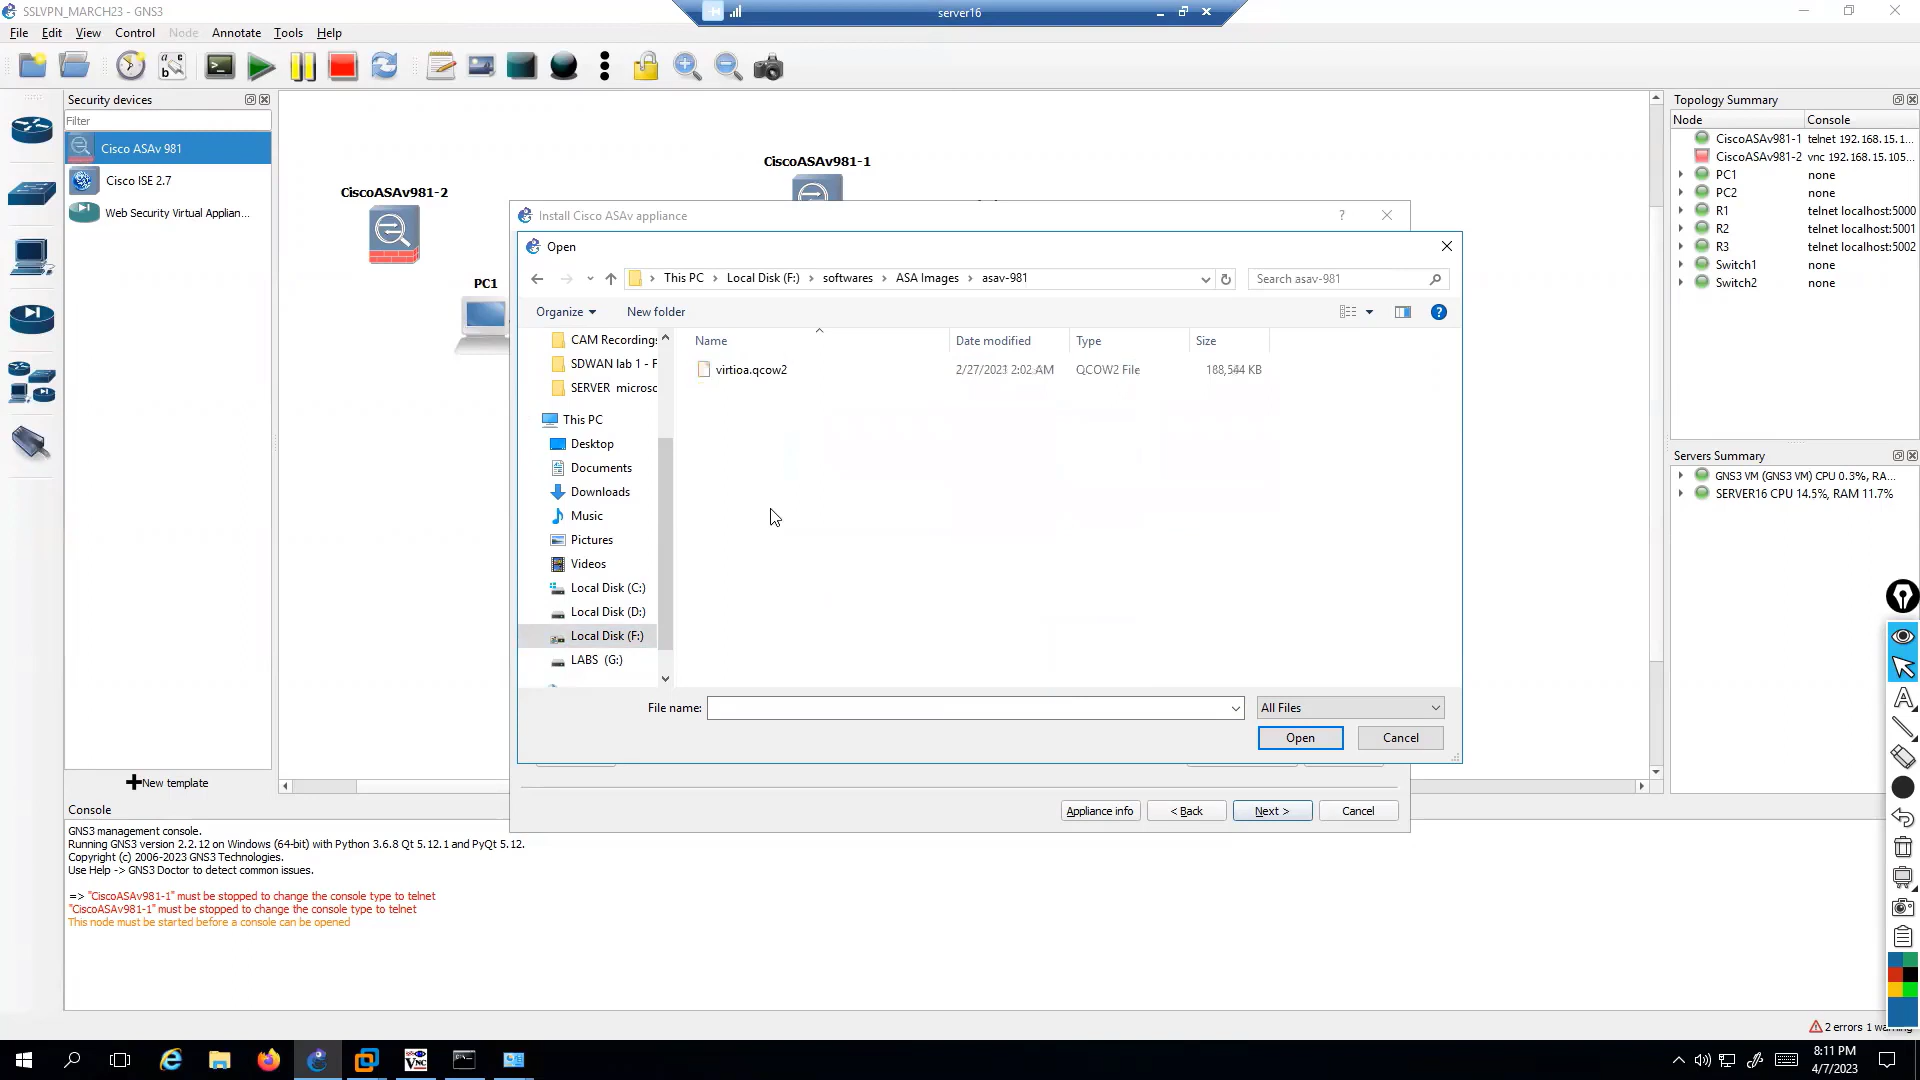 SSLVPN_MARCH23 - GNS3
server16
File Edit View Control Node Annotate Tools Help
Security devices
Filter
Cisco ASAv 981
Cisco ISE 2.7
Web Security Virtual Applian...
New template
CiscoASAv981-2
CiscoASAv981-1
PC1
Install Cisco ASAv appliance
?
Open
This PC > Local Disk (F:) > softwares > ASA Images > asav-981
Search asav-981
Organize New folder
Name Date modified Type Size
virtioa.qcow2 2/27/2023 2:02 AM QCOW2 File 188,544 KB
CAM Recordings
SDWAN lab 1 - F
SERVER microsc
This PC
Desktop
Documents
Downloads
Music
Pictures
Videos
Local Disk (C:)
Local Disk (D:)
Local Disk (F:)
LABS (G:)
File name:
All Files
Open Cancel
Appliance info < Back Next > Cancel
Topology Summary
Node Console
CiscoASAv981-1 telnet 192.168.15.1...
CiscoASAv981-2 vnc 192.168.15.105...
PC1 none
PC2 none
R1 telnet localhost:5000
R2 telnet localhost:5001
R3 telnet localhost:5002
Switch1 none
Switch2 none
Servers Summary
GNS3 VM (GNS3 VM) CPU 0.3%, RA...
SERVER16 CPU 14.5%, RAM 11.7%
Console
GNS3 management console.
Running GNS3 version 2.2.12 on Windows (64-bit) with Python 3.6.8 Qt 5.12.1 and PyQt 5.12.
Copyright (c) 2006-2023 GNS3 Technologies.
Use Help -> GNS3 Doctor to detect common issues.
=> "CiscoASAv981-1" must be stopped to change the console type to telnet
"CiscoASAv981-1" must be stopped to change the console type to telnet
This node must be started before a console can be opened
2 errors 1 warning
8:11 PM
4/7/2023